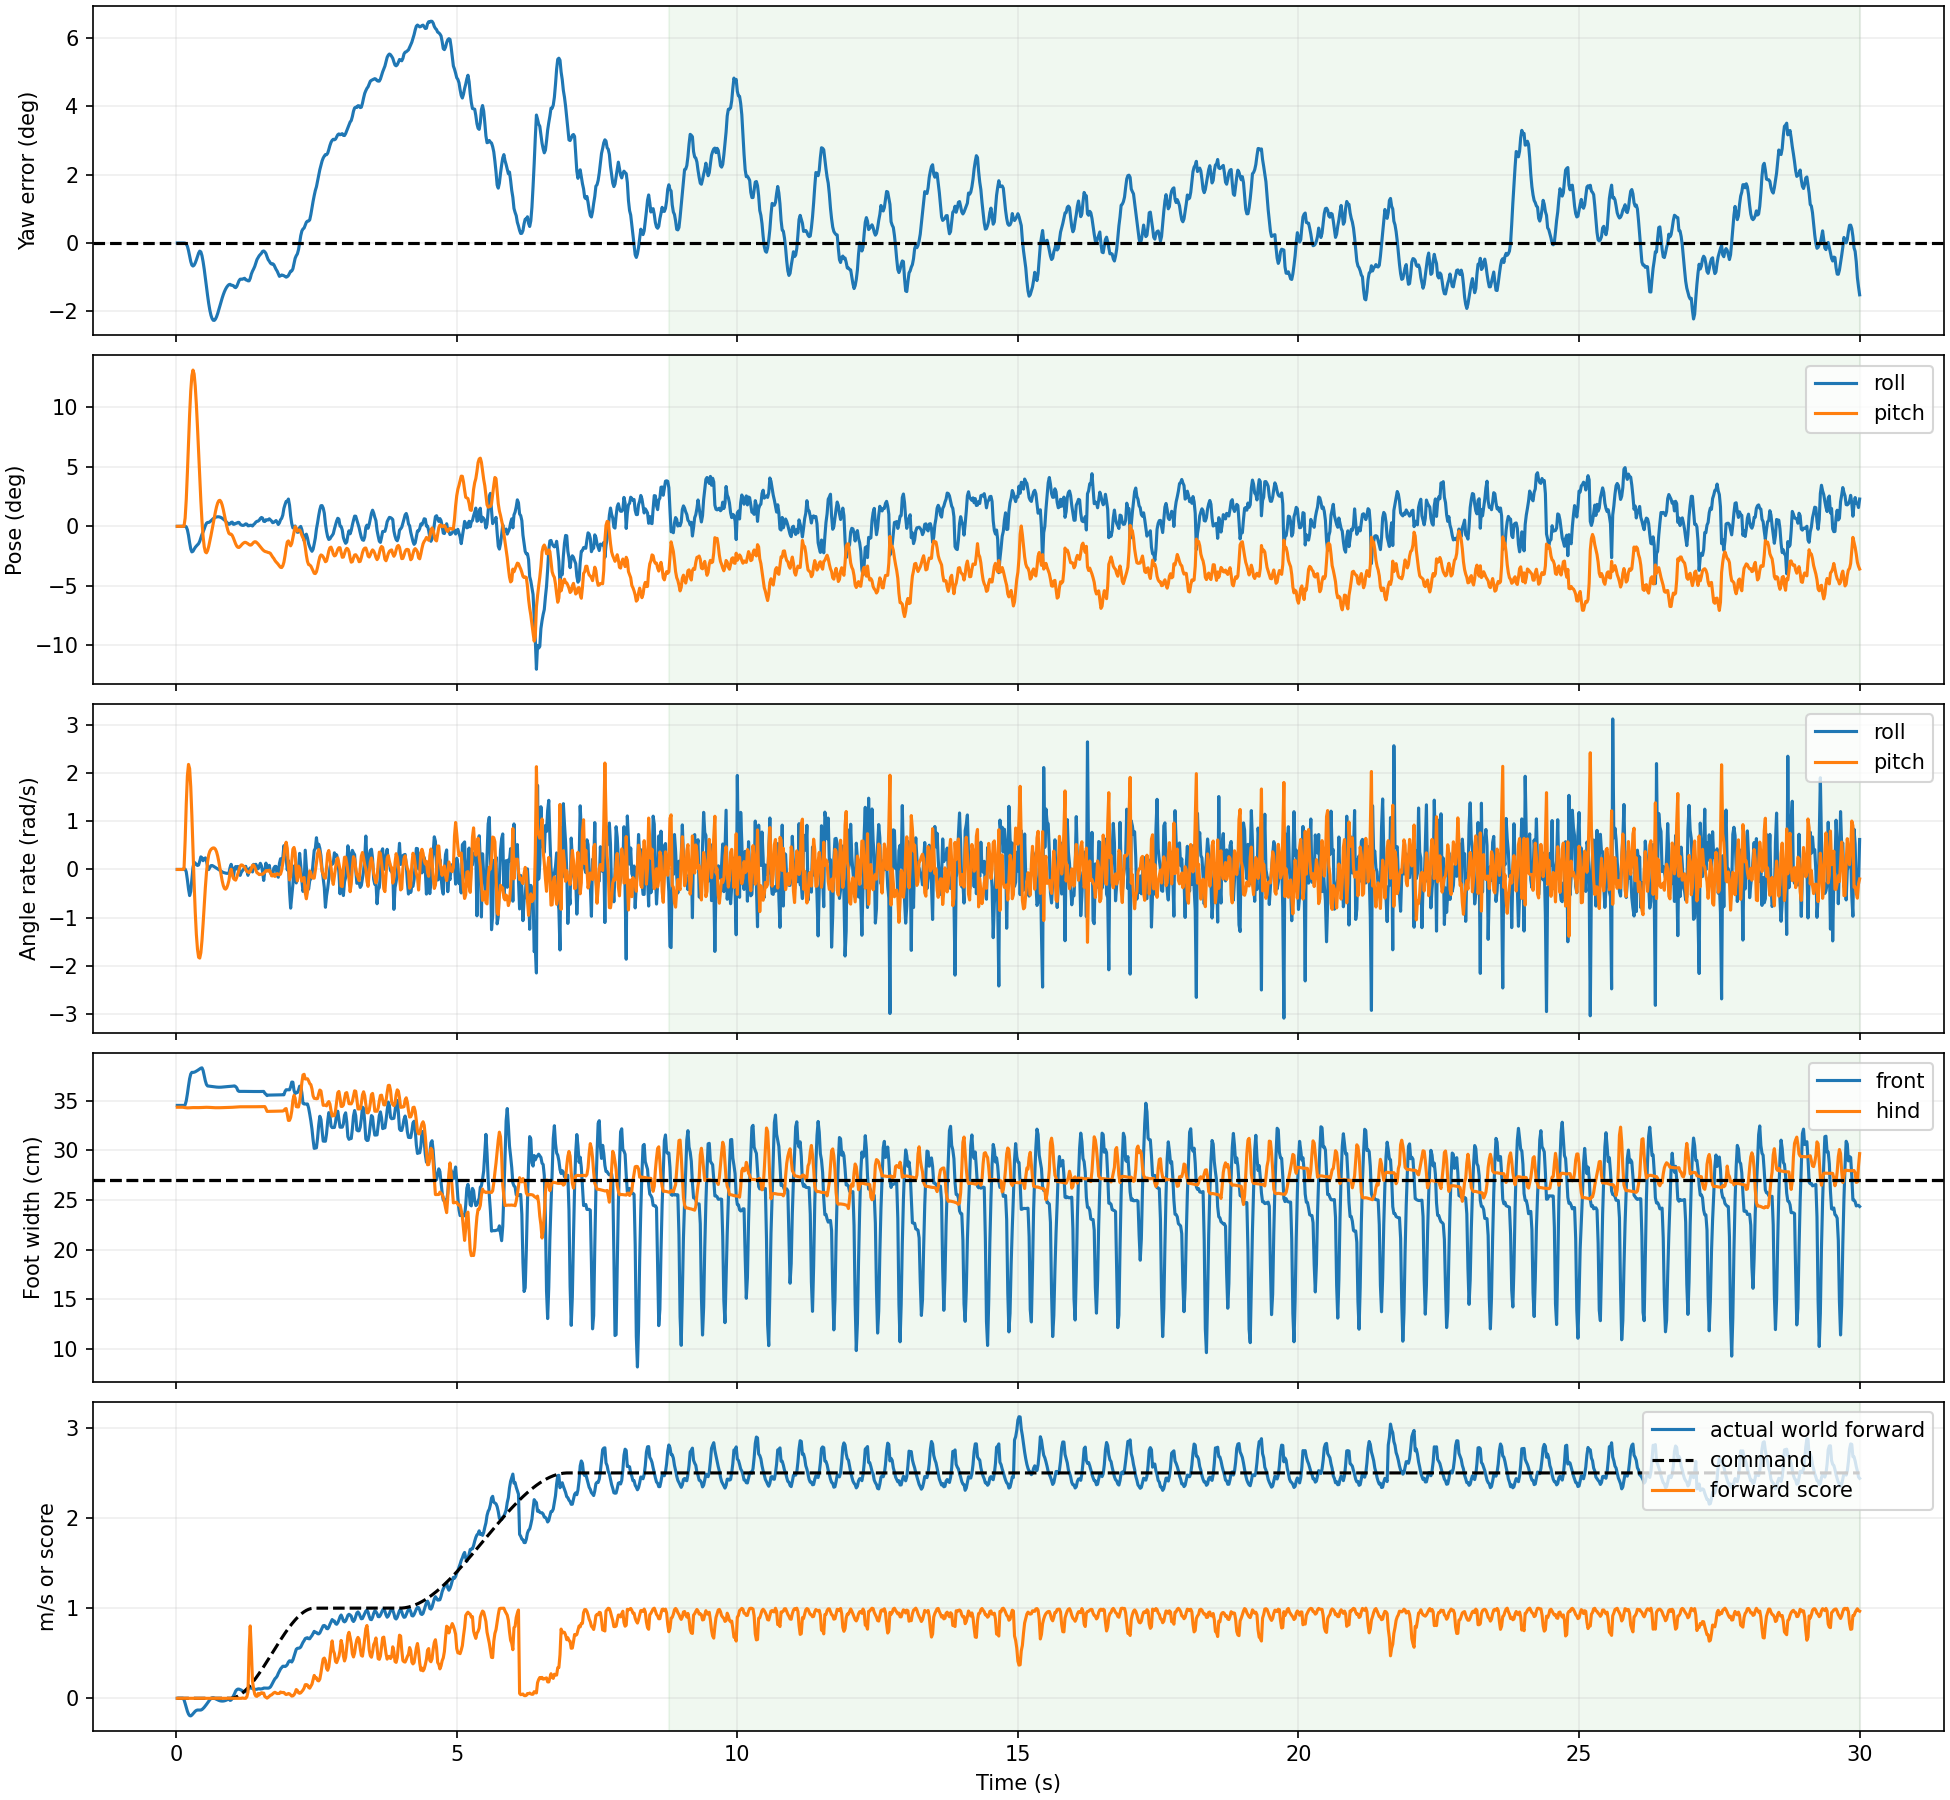 Yaw error (deg)
6
4
2
0
−2
Pose (deg)
10
5
0
−5
−10
roll
pitch
Angle rate (rad/s)
3
2
1
0
−1
−2
−3
roll
pitch
Foot width (cm)
35
30
25
20
15
10
front
hind
m/s or score
3
2
1
0
actual world forward
command
forward score
0 5 10 15 20 25 30
Time (s)